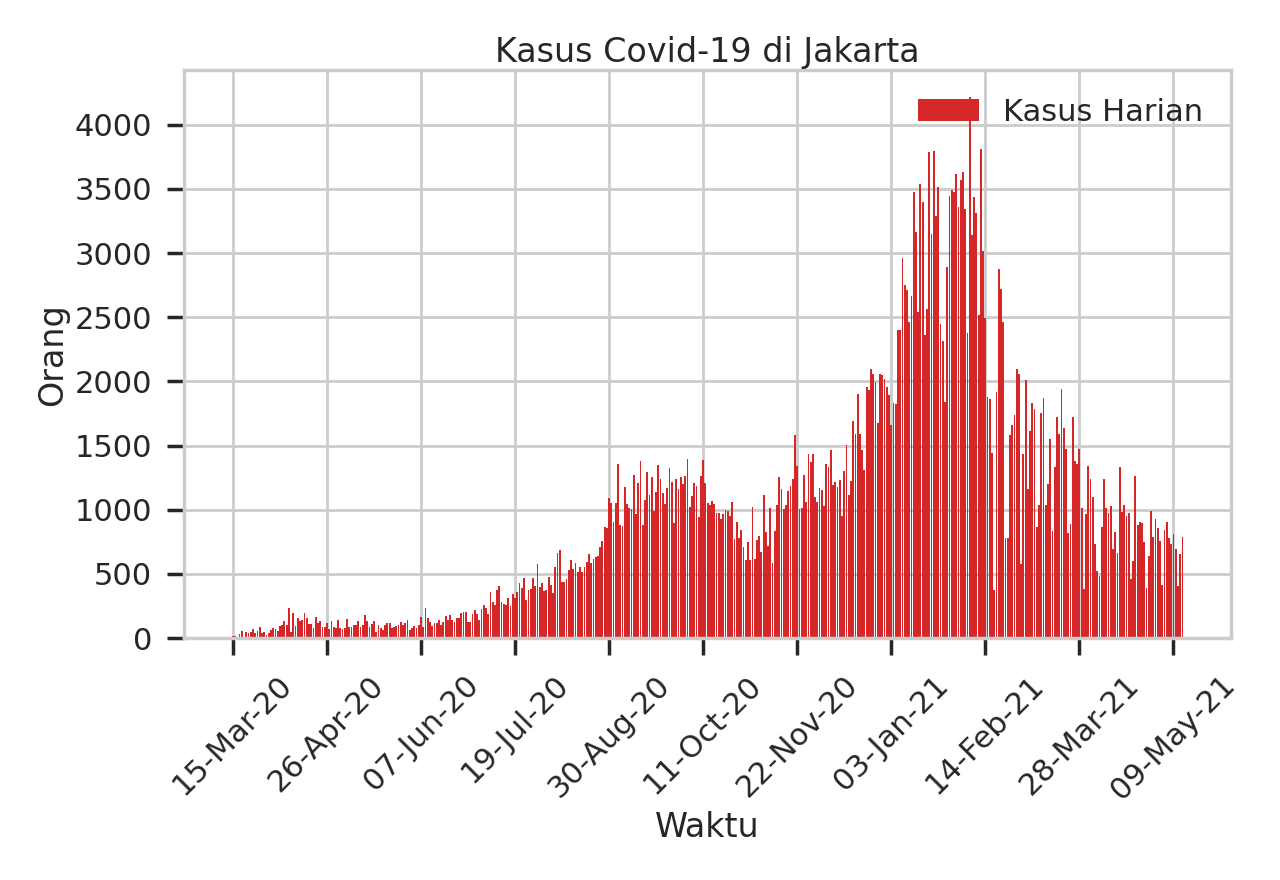 Kasus Covid-19 di Jakarta
Kasus Harian
Orang
4000
3500
3000
2500
2000
1500
1000
500
0
15-Mar-20
26-Apr-20
07-Jun-20
19-Jul-20
30-Aug-20
11-Oct-20
22-Nov-20
03-Jan-21
14-Feb-21
28-Mar-21
09-May-21
Waktu